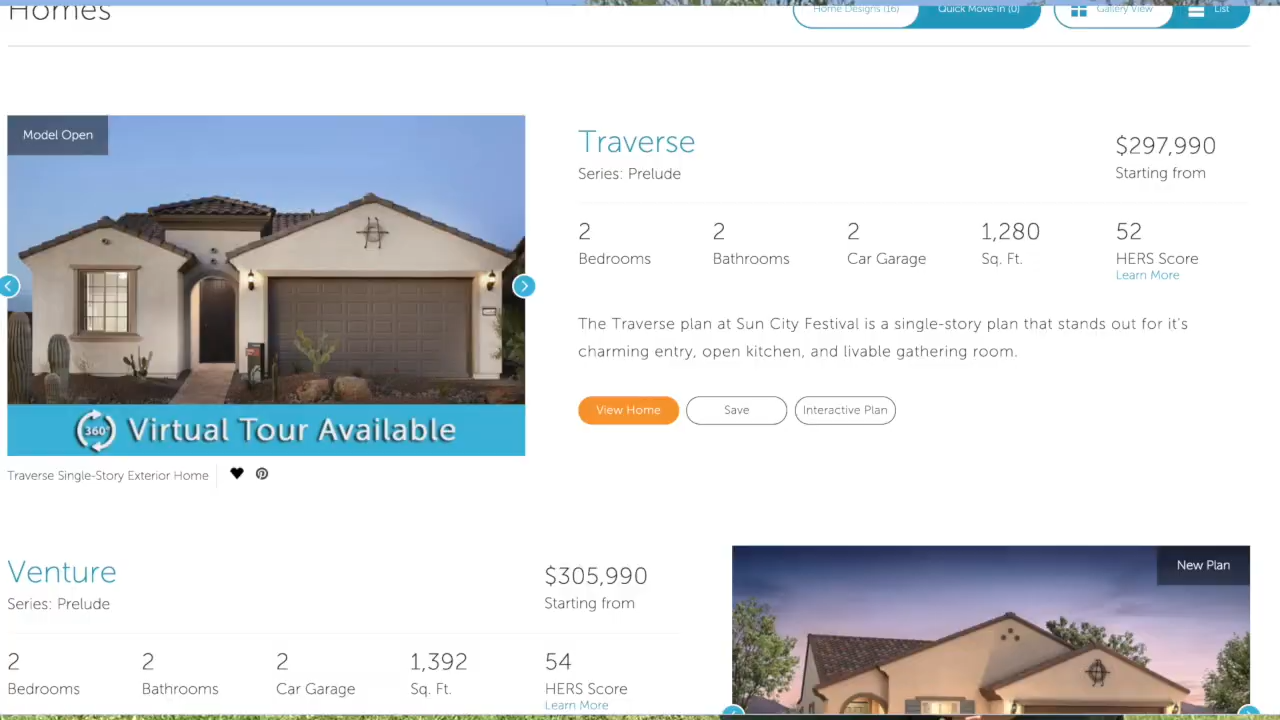 Homes
Home Designs (16)
Quick Move-In (0)
Gallery View
List
Model Open
360°
Virtual Tour Available
Traverse Single-Story Exterior Home
Traverse
Series: Prelude
$297,990
Starting from
2
Bedrooms
2
Bathrooms
2
Car Garage
1,280
Sq. Ft.
52
HERS Score
Learn More
The Traverse plan at Sun City Festival is a single-story plan that stands out for it's
charming entry, open kitchen, and livable gathering room.
View Home
Save
Interactive Plan
Venture
Series: Prelude
$305,990
Starting from
2
Bedrooms
2
Bathrooms
2
Car Garage
1,392
Sq. Ft.
54
HERS Score
Learn More
New Plan